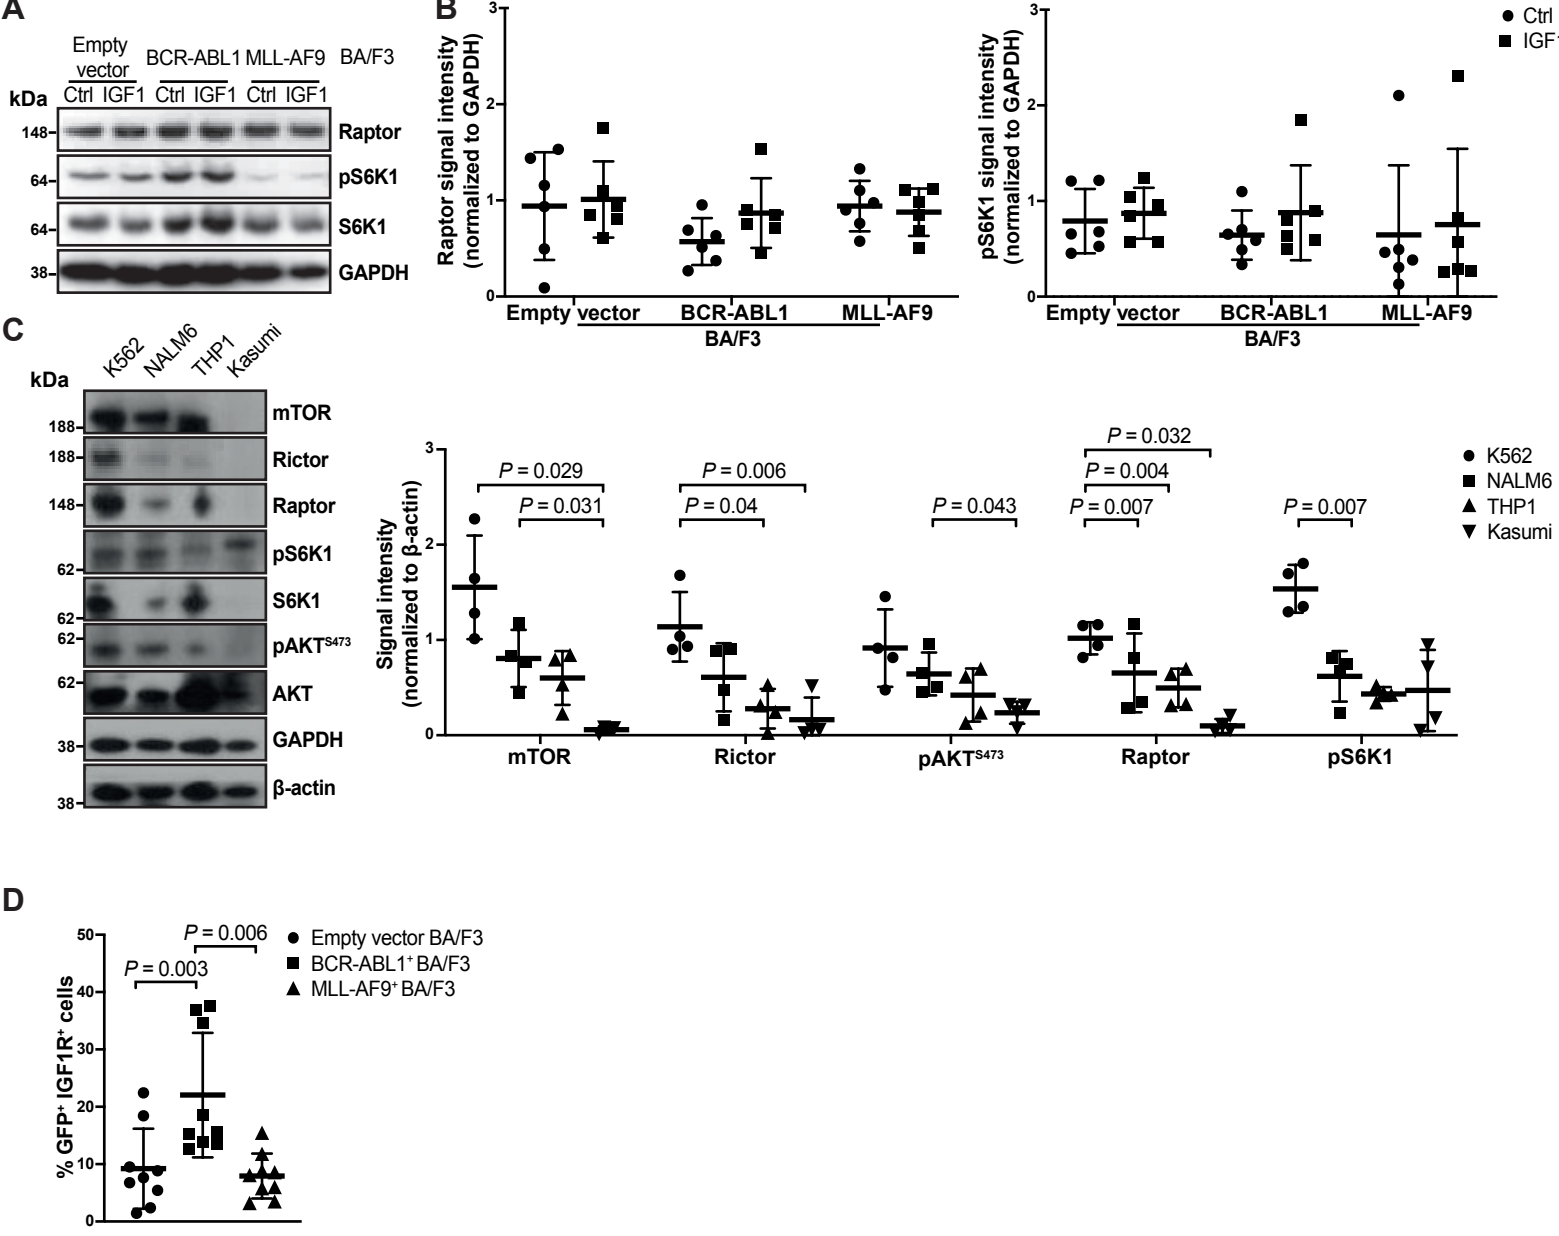 A
Empty
vector
BCR-ABL1
MLL-AF9
BA/F3
kDa
Ctrl IGF1 Ctrl IGF1 Ctrl IGF1
148
Raptor
64
pS6K1
64
S6K1
38
GAPDH
B
Raptor signal intensity
(normalized to GAPDH)
3
2
1
0
Empty vector
BCR-ABL1
MLL-AF9
BA/F3
pS6K1 signal intensity
(normalized to GAPDH)
3
2
1
0
Empty vector
BCR-ABL1
MLL-AF9
BA/F3
Ctrl
IGF1
C
K562
NALM6
THP1
Kasumi
kDa
188
mTOR
188
Rictor
148
Raptor
62
pS6K1
62
S6K1
62
pAKTS473
62
AKT
38
GAPDH
38
β-actin
Signal intensity
(normalized to β-actin)
3
2
1
0
P = 0.029
P = 0.031
P = 0.006
P = 0.04
P = 0.043
P = 0.032
P = 0.004
P = 0.007
P = 0.007
mTOR
Rictor
pAKTS473
Raptor
pS6K1
K562
NALM6
THP1
Kasumi
D
% GFP+ IGF1R+ cells
50
40
30
20
10
0
P = 0.006
P = 0.003
Empty vector BA/F3
BCR-ABL1+ BA/F3
MLL-AF9+ BA/F3